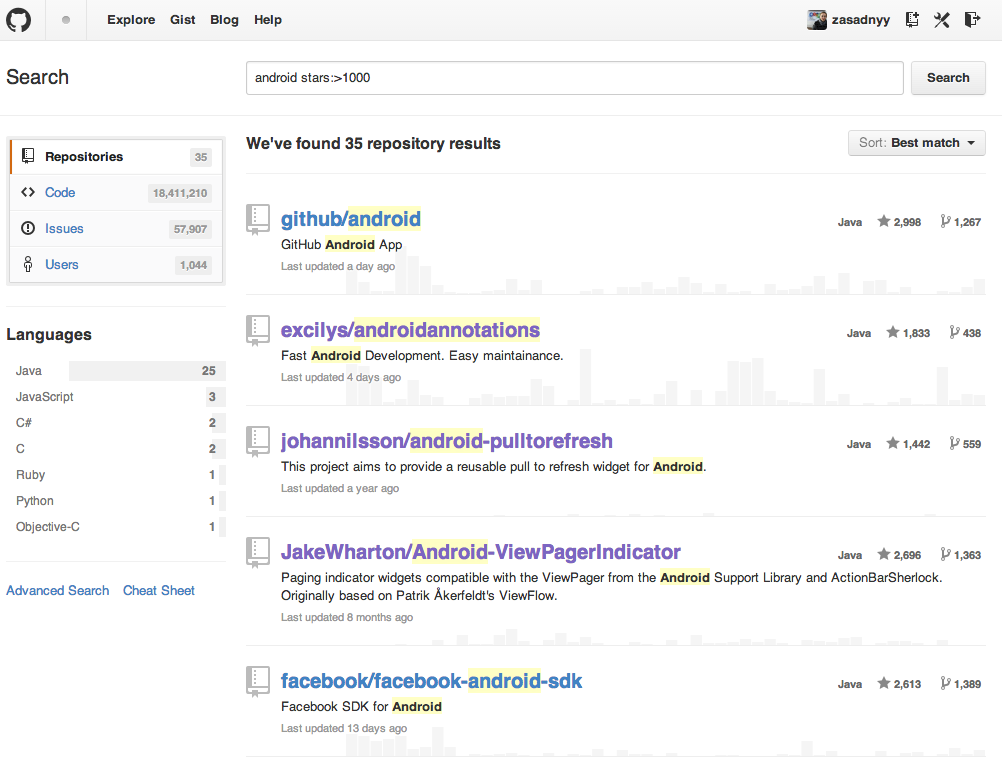 Explore Gist Blog Help zasadnyy
Search
android stars:>1000
Search
Repositories 35
Code 18,411,210
Issues 57,907
Users 1,044
Languages
Java 25
JavaScript 3
C# 2
C 2
Ruby 1
Python 1
Objective-C 1
Advanced Search Cheat Sheet
We've found 35 repository results
Sort: Best match
github/android
Java 2,998 1,267
GitHub Android App
Last updated a day ago
excilys/androidannotations
Java 1,833 438
Fast Android Development. Easy maintainance.
Last updated 4 days ago
johannilsson/android-pulltorefresh
Java 1,442 559
This project aims to provide a reusable pull to refresh widget for Android.
Last updated a year ago
JakeWharton/Android-ViewPagerIndicator
Java 2,696 1,363
Paging indicator widgets compatible with the ViewPager from the Android Support Library and ActionBarSherlock.
Originally based on Patrik Åkerfeldt's ViewFlow.
Last updated 8 months ago
facebook/facebook-android-sdk
Java 2,613 1,389
Facebook SDK for Android
Last updated 13 days ago